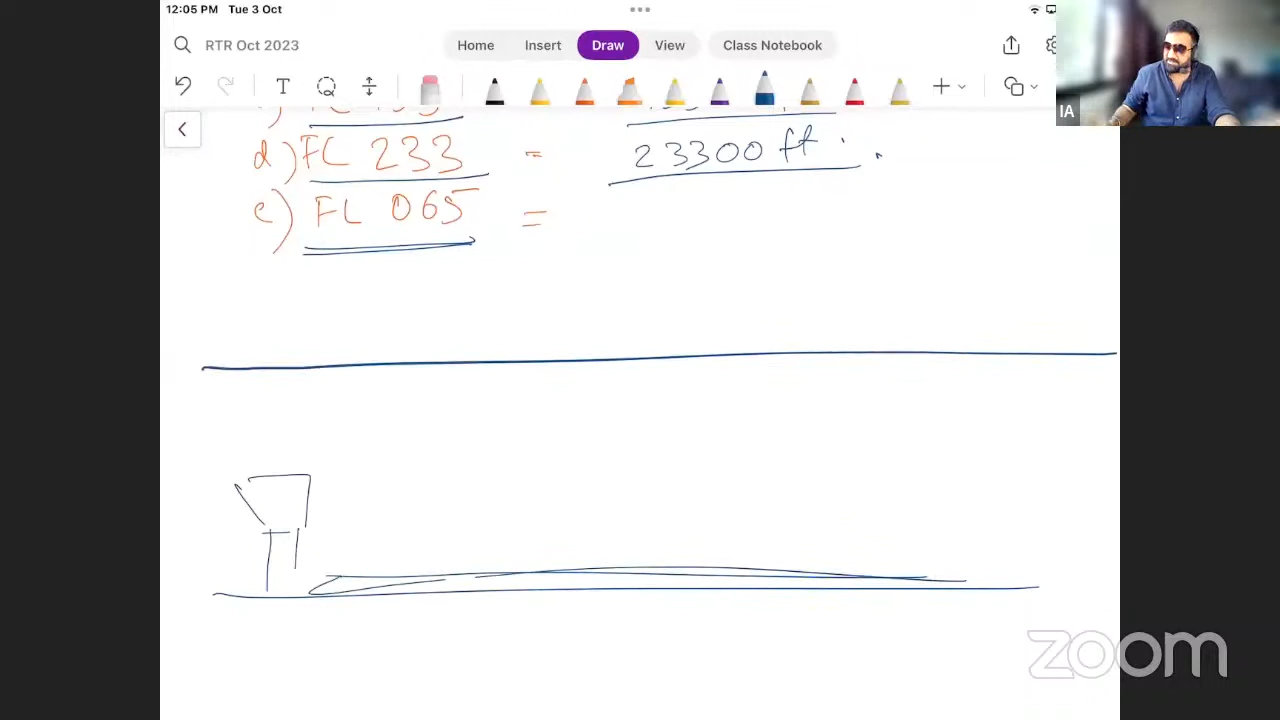 12:05 PM Tue 3 Oct
RTR Oct 2023
Home Insert Draw View Class Notebook
T
IA
d) FL 233 = 23300 ft.
e) FL 065 =
zoom